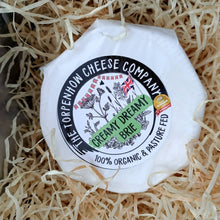 THE TORPENHOW CHEESE COMPANY
CREAMY DREAMY
BRIE
100% ORGANIC & PASTURE FED